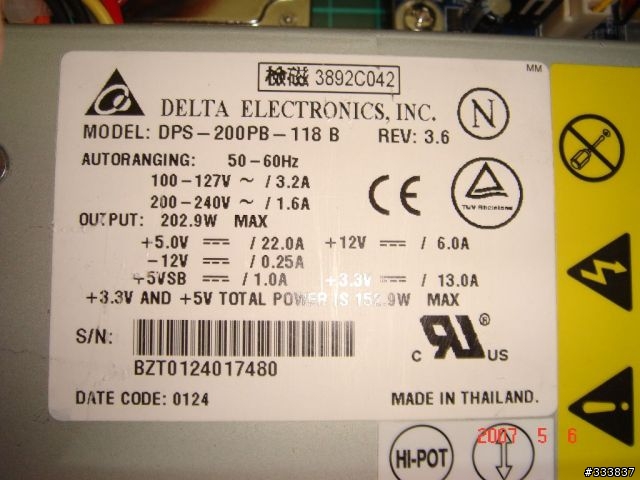 檢磁 3892C042
MM
DELTA ELECTRONICS, INC.
N
MODEL: DPS-200PB-118 B REV: 3.6
AUTORANGING: 50-60Hz
100-127V ~ / 3.2A
200-240V ~ / 1.6A
CE
TUV Rheinland
OUTPUT: 202.9W MAX
+5.0V ⎓ / 22.0A +12V ⎓ / 6.0A
-12V ⎓ / 0.25A
+5VSB ⎓ / 1.0A +3.3V ⎓ / 13.0A
+3.3V AND +5V TOTAL POWER IS 152.9W MAX
S/N:
BZT0124017480
c RU ® US
DATE CODE: 0124 MADE IN THAILAND.
2007 5 6
HI-POT
#333837